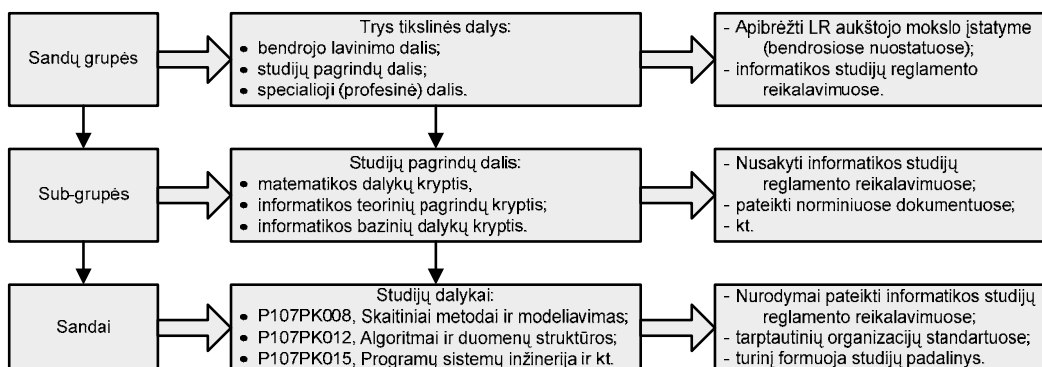 Sandų grupės
Trys tikslinės dalys:
• bendrojo lavinimo dalis;
• studijų pagrindų dalis;
• specialioji (profesinė) dalis.
- Apibrėžti LR aukštojo mokslo įstatyme
(bendrosiose nuostatuose);
- informatikos studijų reglamento
reikalavimuose.
Sub-grupės
Studijų pagrindų dalis:
• matematikos dalykų kryptis,
• informatikos teorinių pagrindų kryptis;
• informatikos bazinių dalykų kryptis.
- Nusakyti informatikos studijų
reglamento reikalavimuose;
- pateikti norminiuose dokumentuose;
- kt.
Sandai
Studijų dalykai:
• P107PK008, Skaitiniai metodai ir modeliavimas;
• P107PK012, Algoritmai ir duomenų struktūros;
• P107PK015, Programų sistemų inžinerija ir kt.
- Nurodymai pateikti informatikos studijų
reglamento reikalavimuose;
- tarptautinių organizacijų standartuose;
- turinį formuoja studijų padalinys.